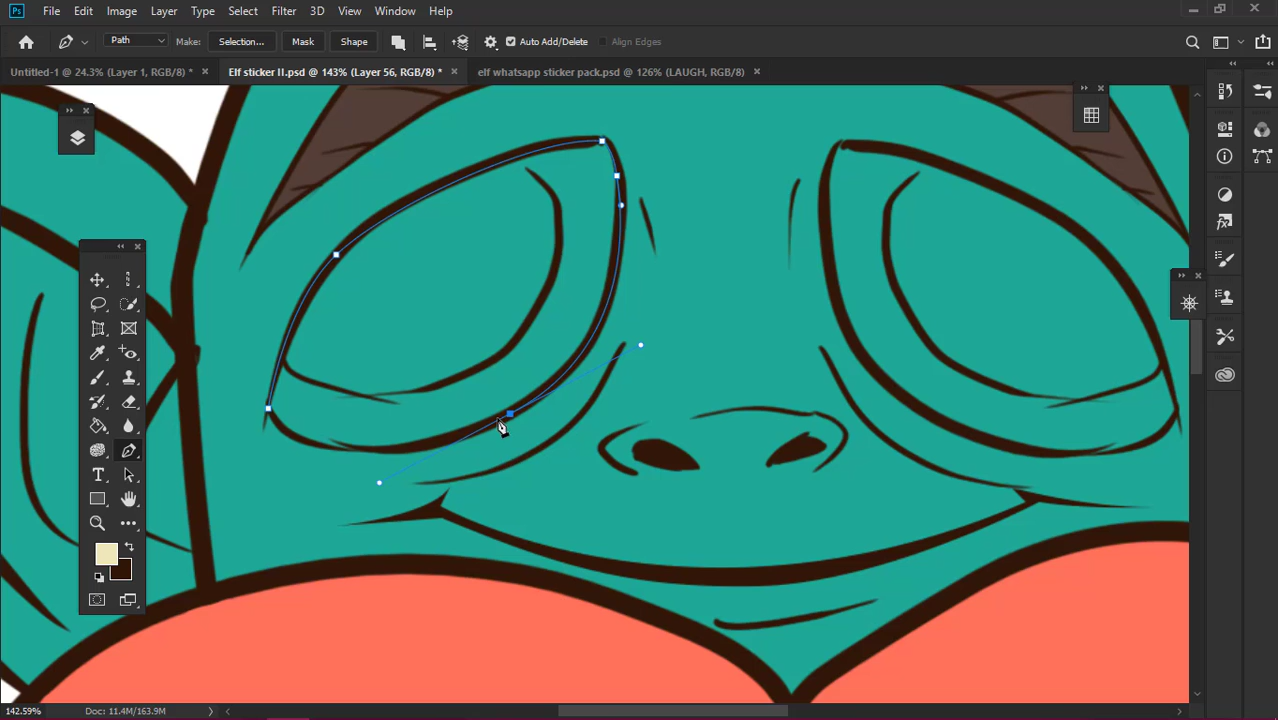 Ps File Edit Image Layer Type Select Filter 3D View Window Help
Path Make: Selection... Mask Shape Auto Add/Delete Align Edges
Untitled-1 @ 24.3% (Layer 1, RGB/8) * × Elf sticker II.psd @ 143% (Layer 56, RGB/8) * × elf whatsapp sticker pack.psd @ 126% (LAUGH, RGB/8) ×
T
142.59% Doc: 11.4M/163.9M